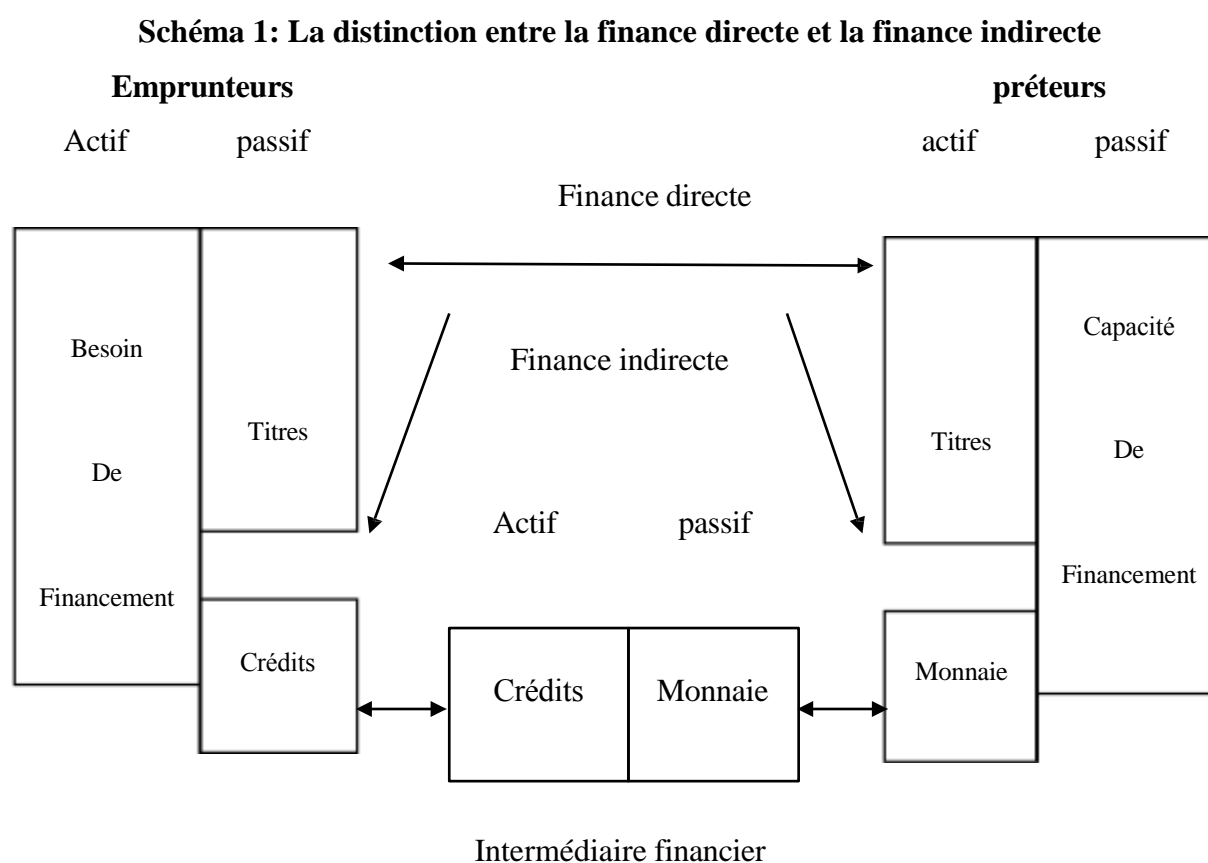 Schéma 1: La distinction entre la finance directe et la finance indirecte
Emprunteurs préteurs
Actif passif actif passif
Finance directe
Capacité
Besoin
Finance indirecte
Titres
Titres
De
De
Actif passif
Financement
Financement
Crédits
Monnaie
Crédits
Monnaie
Intermédiaire financier